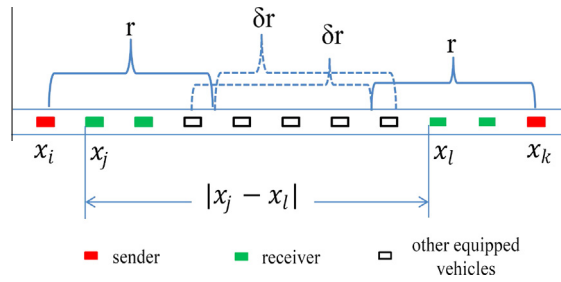 r
δr
δr
r
x_i
x_j
x_l
x_k
|x_j − x_l|
sender
receiver
other equipped
vehicles